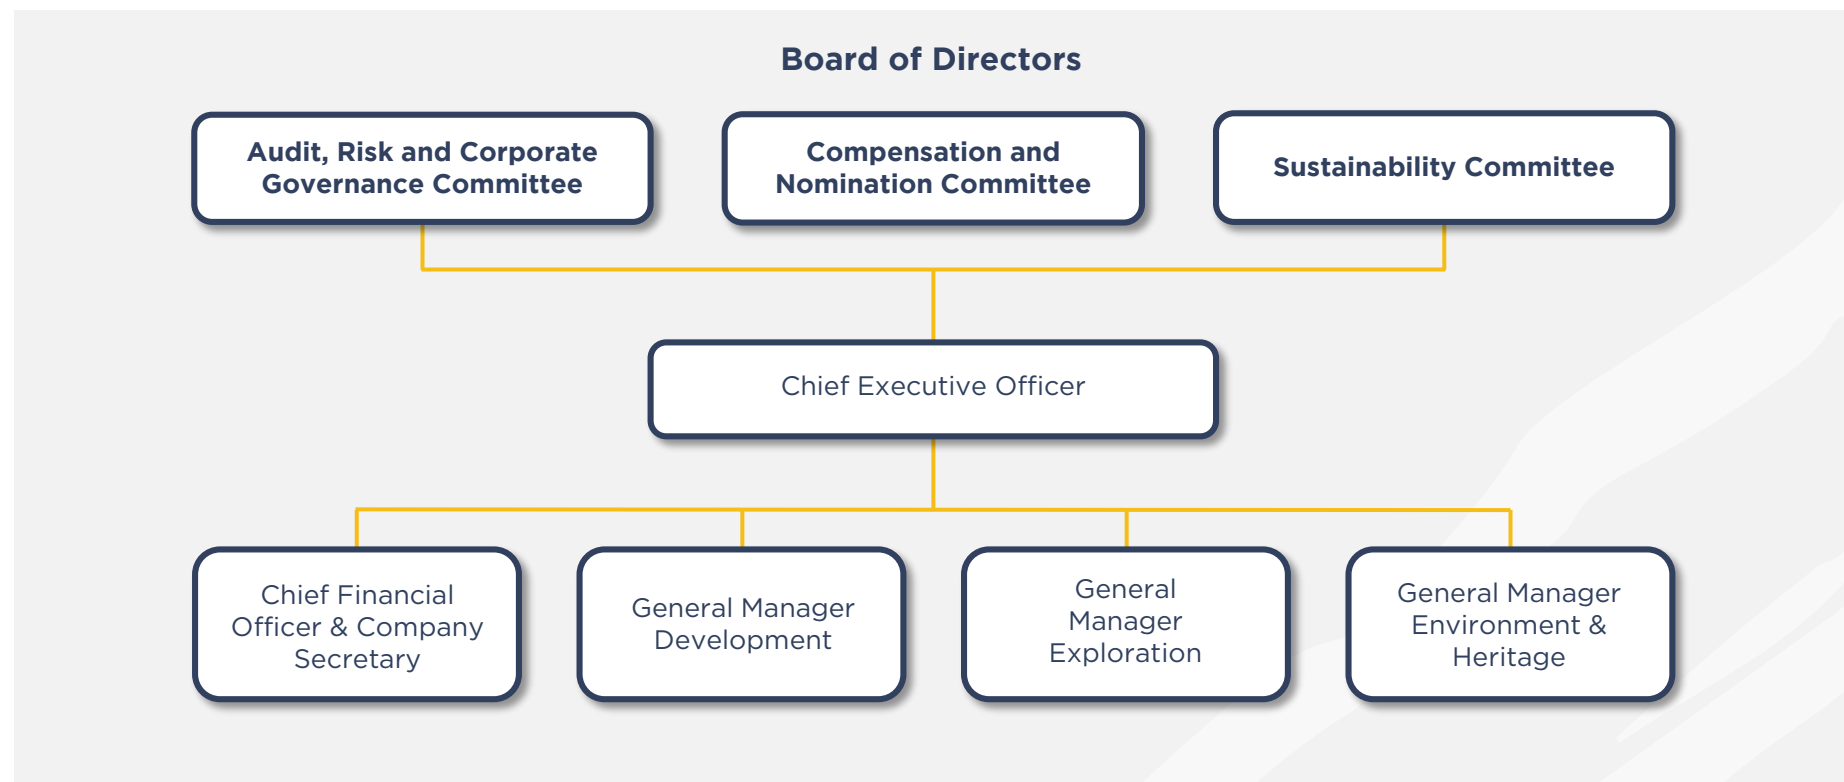 Board of Directors
Audit, Risk and Corporate
Governance Committee
Compensation and
Nomination Committee
Sustainability Committee
Chief Executive Officer
Chief Financial
Officer & Company
Secretary
General Manager
Development
General
Manager
Exploration
General Manager
Environment &
Heritage